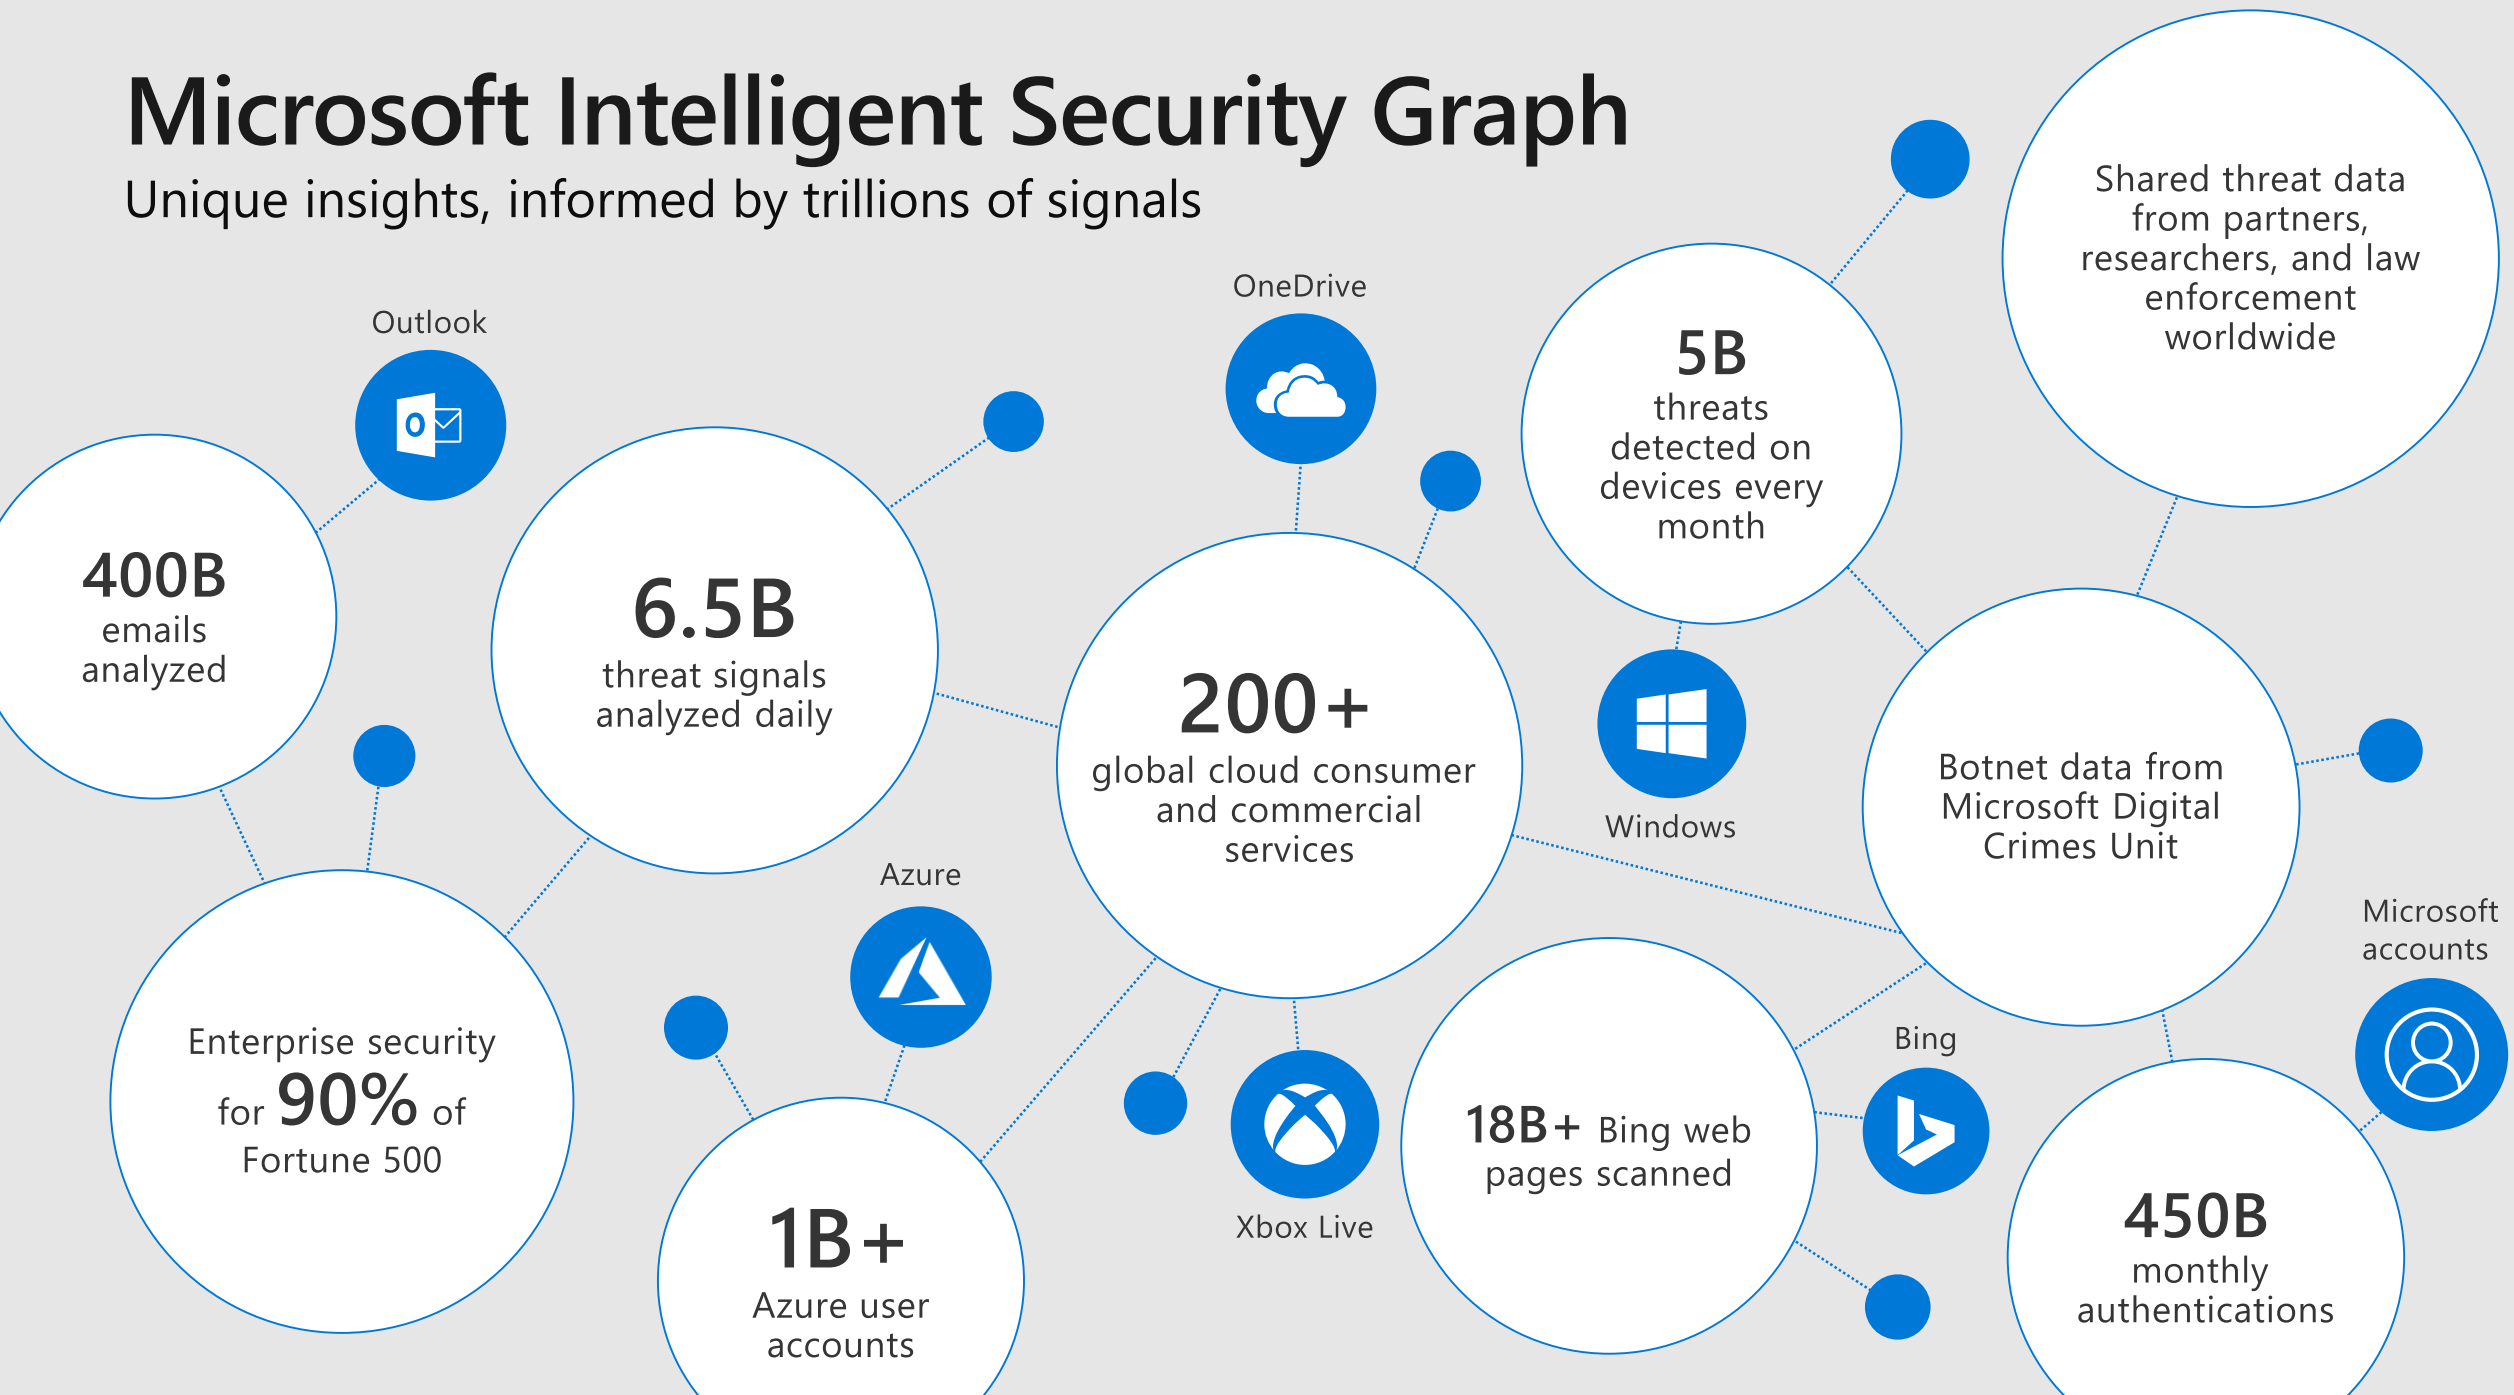 Microsoft Intelligent Security Graph
Unique insights, informed by trillions of signals
Outlook
400B
emails
analyzed
6.5B
threat signals
analyzed daily
OneDrive
5B
threats
detected on
devices every
month
Shared threat data
from partners,
researchers, and law
enforcement
worldwide
200+
global cloud consumer
and commercial
services
Windows
Botnet data from
Microsoft Digital
Crimes Unit
Enterprise security
for 90% of
Fortune 500
Azure
1B+
Azure user
accounts
Xbox Live
18B+ Bing web
pages scanned
Bing
Microsoft
accounts
450B
monthly
authentications